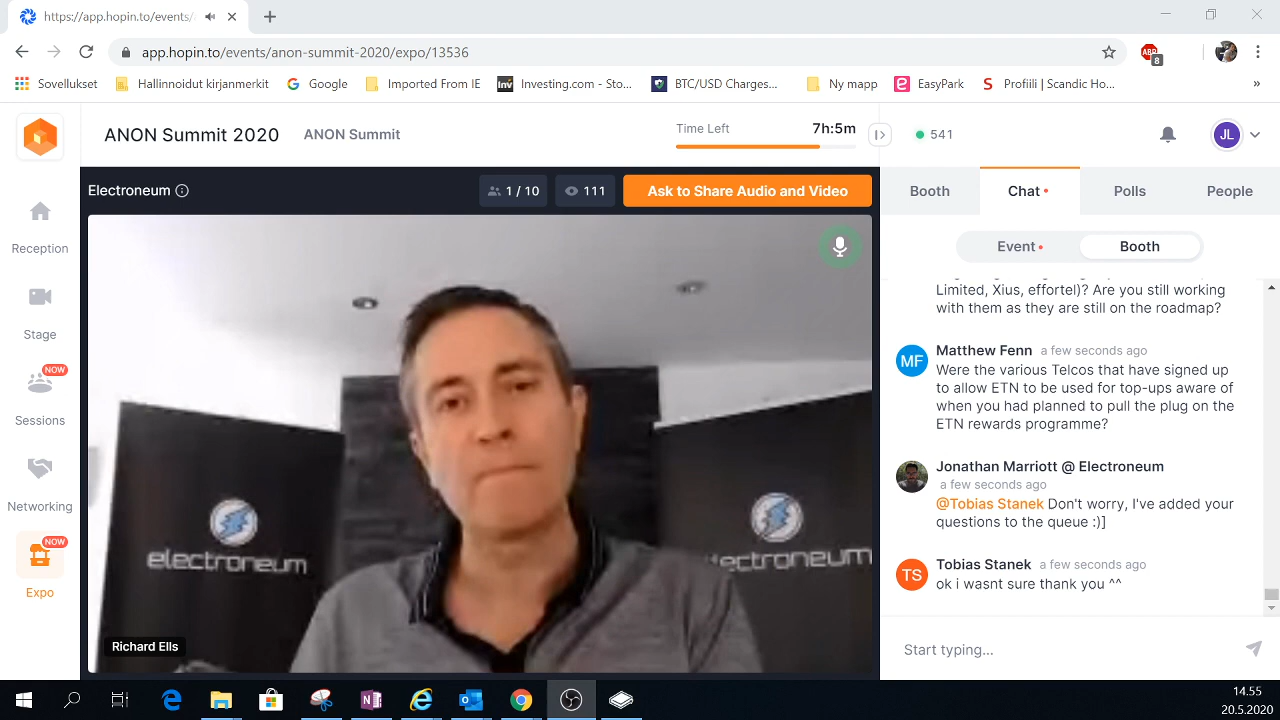 https://app.hopin.to/events/
app.hopin.to/events/anon-summit-2020/expo/13536
ABP
8
Sovellukset
Hallinnoidut kirjanmerkit
Google
Imported From IE
Inv
Investing.com - Sto...
BTC/USD Charges...
Ny mapp
EasyPark
S
Profiili | Scandic Ho...
»
ANON Summit 2020
ANON Summit
Time Left
7h:5m
541
JL
Reception
Stage
NOW
Sessions
Networking
NOW
Expo
Electroneum
1 / 10
111
Ask to Share Audio and Video
electroneum
electroneum
Richard Ells
Booth
Chat
Polls
People
Event
Booth
Limited, Xius, effortel)? Are you still working
with them as they are still on the roadmap?
MF
Matthew Fenn a few seconds ago
Were the various Telcos that have signed up
to allow ETN to be used for top-ups aware of
when you had planned to pull the plug on the
ETN rewards programme?
Jonathan Marriott @ Electroneum
a few seconds ago
@Tobias Stanek Don't worry, I've added your
questions to the queue :)]
TS
Tobias Stanek a few seconds ago
ok i wasnt sure thank you ^^
Start typing...
14.55
20.5.2020